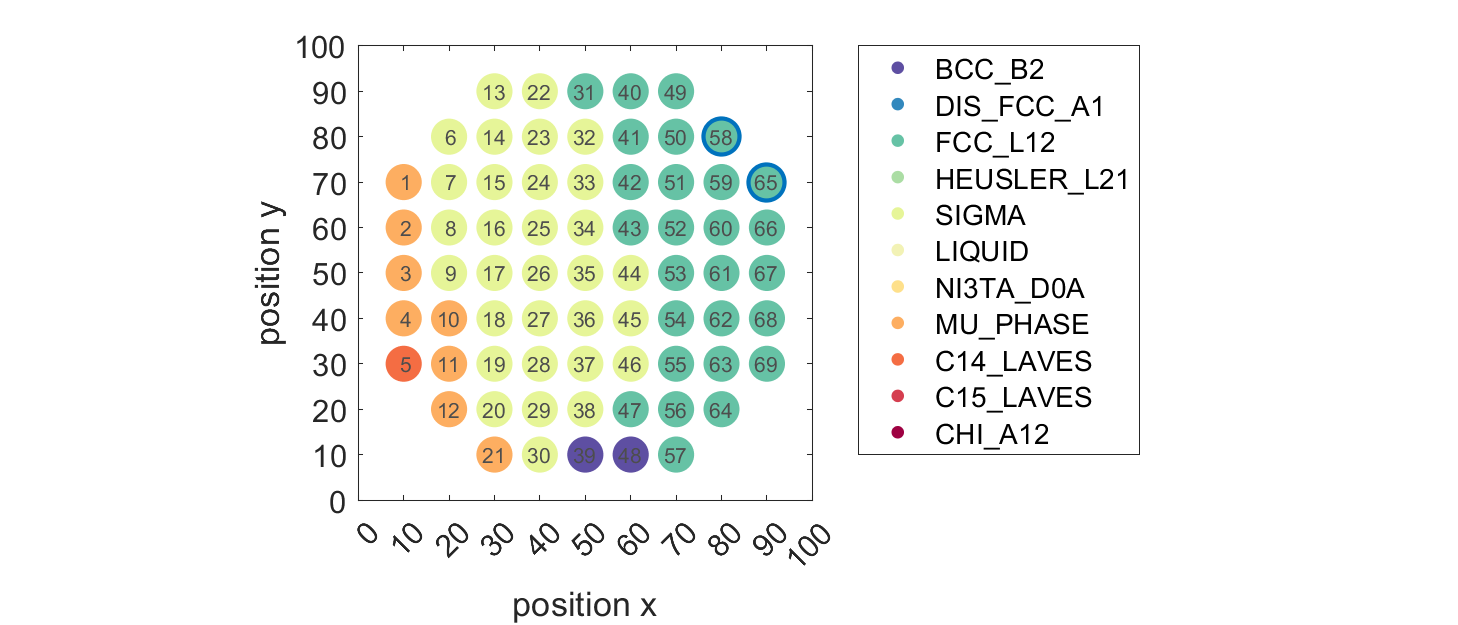 100
90
80
70
60
50
40
30
20
10
0
position y
13 22 31 40 49
6 14 23 32 41 50 58
1 7 15 24 33 42 51 59 65
2 8 16 25 34 43 52 60 66
3 9 17 26 35 44 53 61 67
4 10 18 27 36 45 54 62 68
5 11 19 28 37 46 55 63 69
12 20 29 38 47 56 64
21 30 39 48 57
0 10 20 30 40 50 60 70 80 90 100
position x
BCC_B2
DIS_FCC_A1
FCC_L12
HEUSLER_L21
SIGMA
LIQUID
NI3TA_D0A
MU_PHASE
C14_LAVES
C15_LAVES
CHI_A12